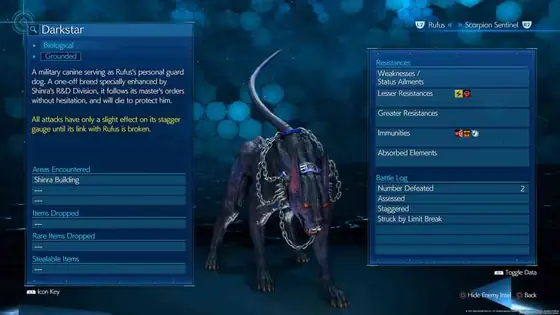 Darkstar
Biological
Grounded
A military canine serving as Rufus's personal guard
dog. A one-off breed specially enhanced by
Shinra's R&D Division, it follows its master's orders
without hesitation, and will die to protect him.
All attacks have only a slight effect on its stagger
gauge until its link with Rufus is broken.
Areas Encountered
Shinra Building
---
---
Items Dropped
---
Rare Items Dropped
---
Stealable Items
---
Icon Key
Rufus
Scorpion Sentinel
Resistances
Weaknesses /
Status Ailments
Lesser Resistances
Greater Resistances
Immunities
Absorbed Elements
Battle Log
Number Defeated 2
Assessed
Staggered
Struck by Limit Break
Toggle Data
Hide Enemy Intel
Back